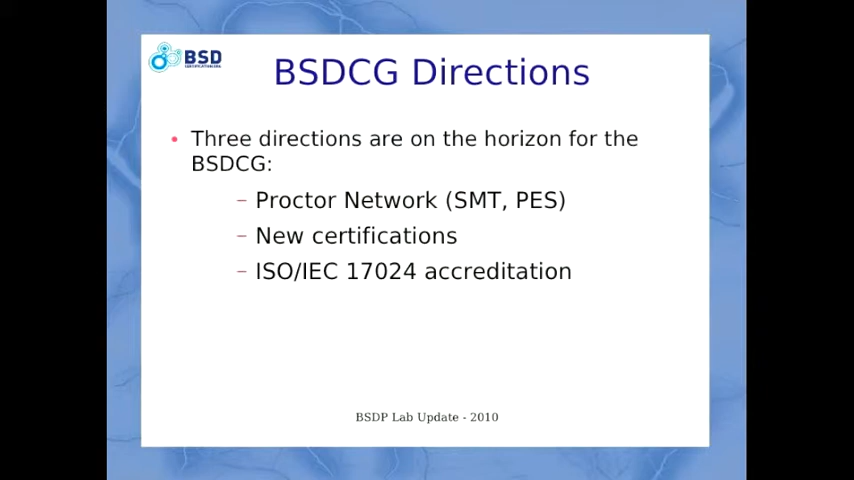 BSD
BSDCG Directions
• Three directions are on the horizon for the
BSDCG:
– Proctor Network (SMT, PES)
– New certifications
– ISO/IEC 17024 accreditation
BSDP Lab Update - 2010